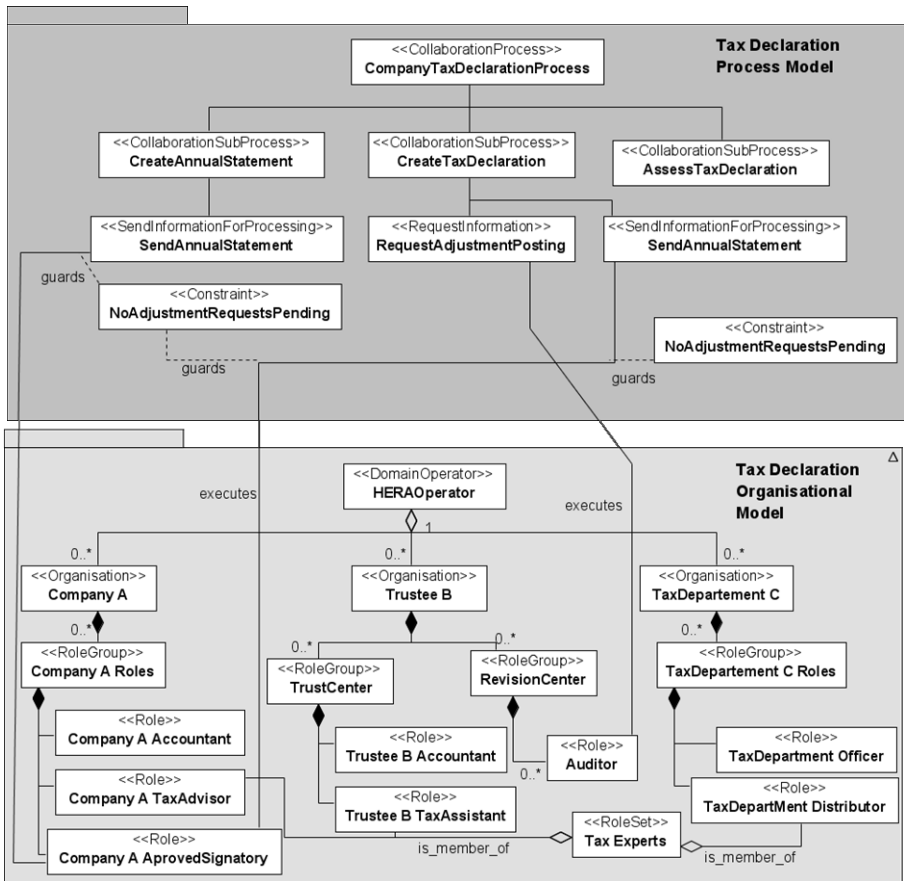 <<CollaborationProcess>>
CompanyTaxDeclarationProcess
Tax Declaration
Process Model
<<CollaborationSubProcess>>
CreateAnnualStatement
<<CollaborationSubProcess>>
CreateTaxDeclaration
<<CollaborationSubProcess>>
AssessTaxDeclaration
<<SendInformationForProcessing>>
SendAnnualStatement
<<RequestInformation>>
RequestAdjustmentPosting
<<SendInformationForProcessing>>
SendAnnualStatement
guards
<<Constraint>>
NoAdjustmentRequestsPending
guards
<<Constraint>>
NoAdjustmentRequestsPending
guards
Tax Declaration
Organisational
Model
<<DomainOperator>>
HERAOperator
executes
executes
1
0..*
0..*
0..*
<<Organisation>>
Company A
<<Organisation>>
Trustee B
<<Organisation>>
TaxDepartement C
0..*
0..*
0..*
0..*
<<RoleGroup>>
Company A Roles
<<RoleGroup>>
TrustCenter
<<RoleGroup>>
RevisionCenter
<<RoleGroup>>
TaxDepartement C Roles
<<Role>>
Company A Accountant
<<Role>>
Trustee B Accountant
<<Role>>
Auditor
0..*
<<Role>>
TaxDepartment Officer
<<Role>>
Company A TaxAdvisor
<<Role>>
Trustee B TaxAssistant
<<Role>>
TaxDepartMent Distributor
<<Role>>
Company A AprovedSignatory
is_member_of
<<RoleSet>>
Tax Experts
is_member_of